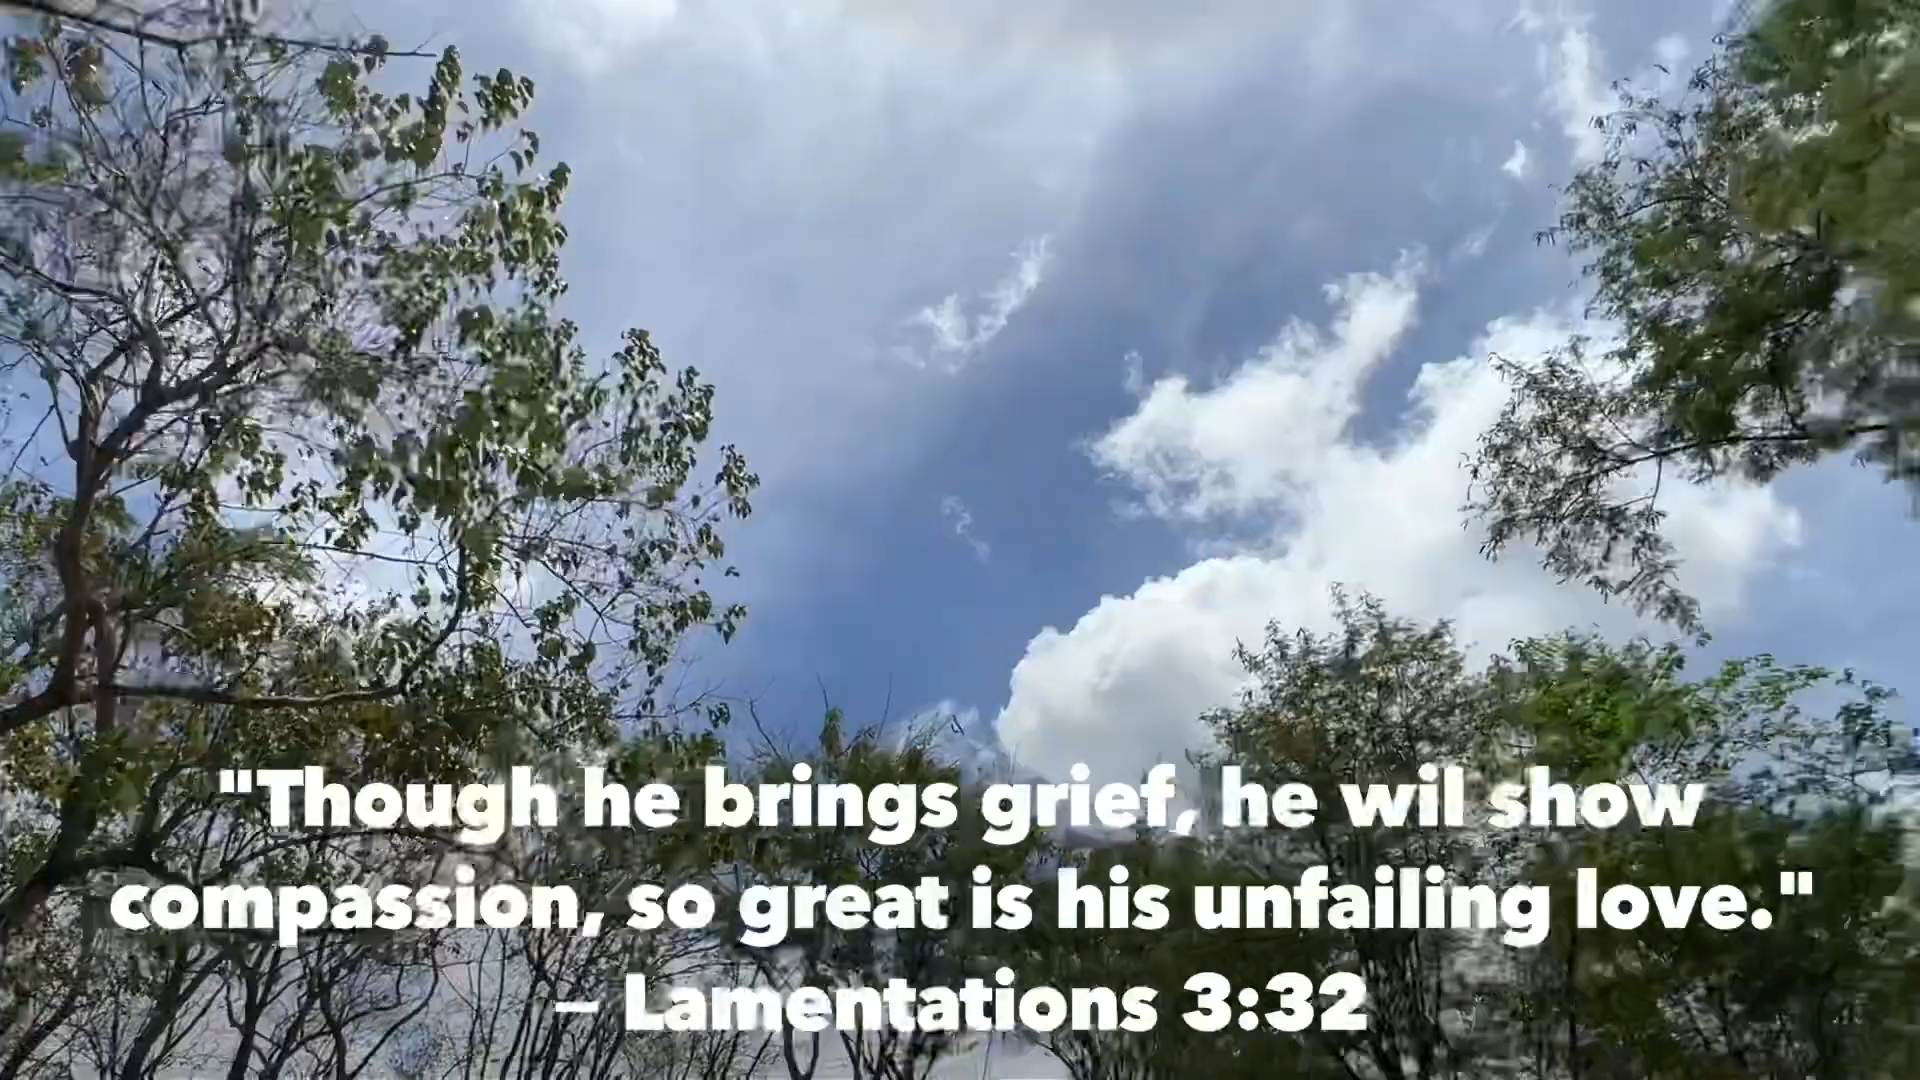 "Though he brings grief, he wil show
compassion, so great is his unfailing love."
– Lamentations 3:32